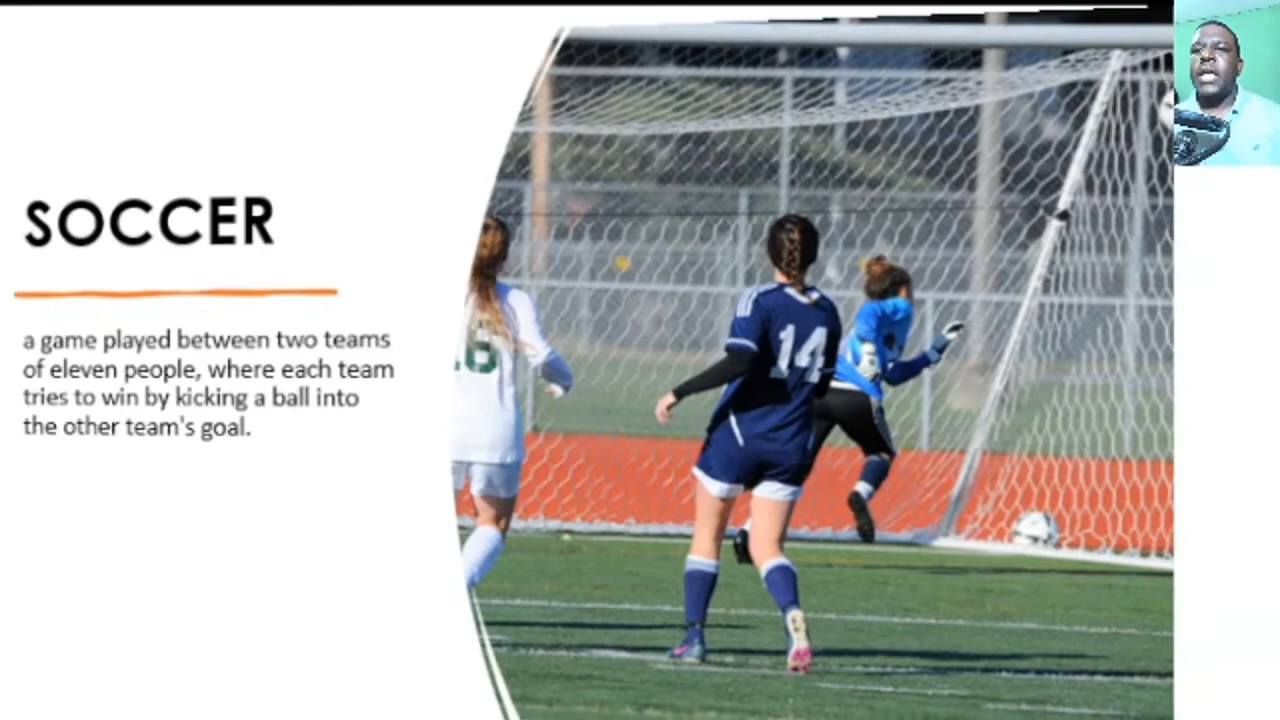 SOCCER
a game played between two teams
of eleven people, where each team
tries to win by kicking a ball into
the other team's goal.
14
16